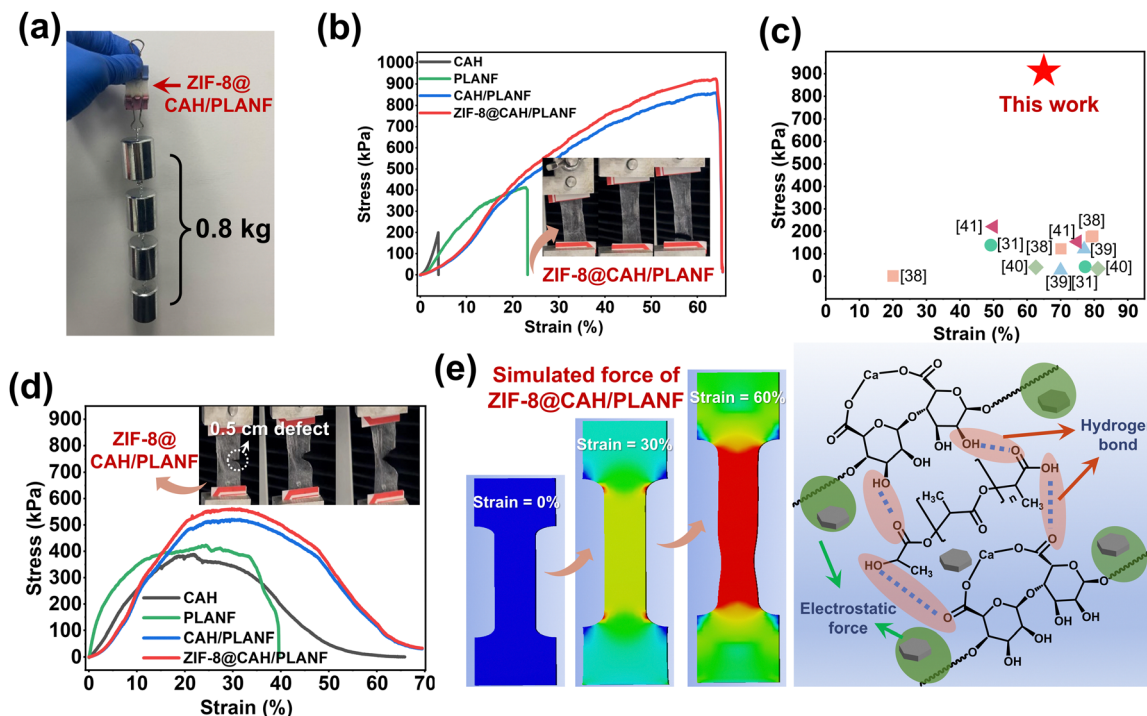 (a)
ZIF-8@
CAH/PLANF
0.8 kg
(b)
Stress (kPa)
1000
900
800
700
600
500
400
300
200
100
0
CAH
PLANF
CAH/PLANF
ZIF-8@CAH/PLANF
ZIF-8@CAH/PLANF
0 10 20 30 40 50 60
Strain (%)
(c)
Stress (kPa)
900
800
700
600
500
400
300
200
100
0
This work
[41]
[31]
[38]
[41]
[38]
[39]
[40]
[39]
[31]
[40]
[38]
0 10 20 30 40 50 60 70 80 90
Strain (%)
(d)
Stress (kPa)
900
800
700
600
500
400
300
200
100
0
ZIF-8@
CAH/PLANF
0.5 cm defect
CAH
PLANF
CAH/PLANF
ZIF-8@CAH/PLANF
0 10 20 30 40 50 60 70
Strain (%)
(e)
Simulated force of
ZIF-8@CAH/PLANF
Strain = 0%
Strain = 30%
Strain = 60%
Ca
O
O
O
O
O
O
O
OH
OH
OH
OH
HO
Hydrogen
bond
H₃C
CH₃
n
Electrostatic
force
Ca
O
O
OH
OH
OH
OH